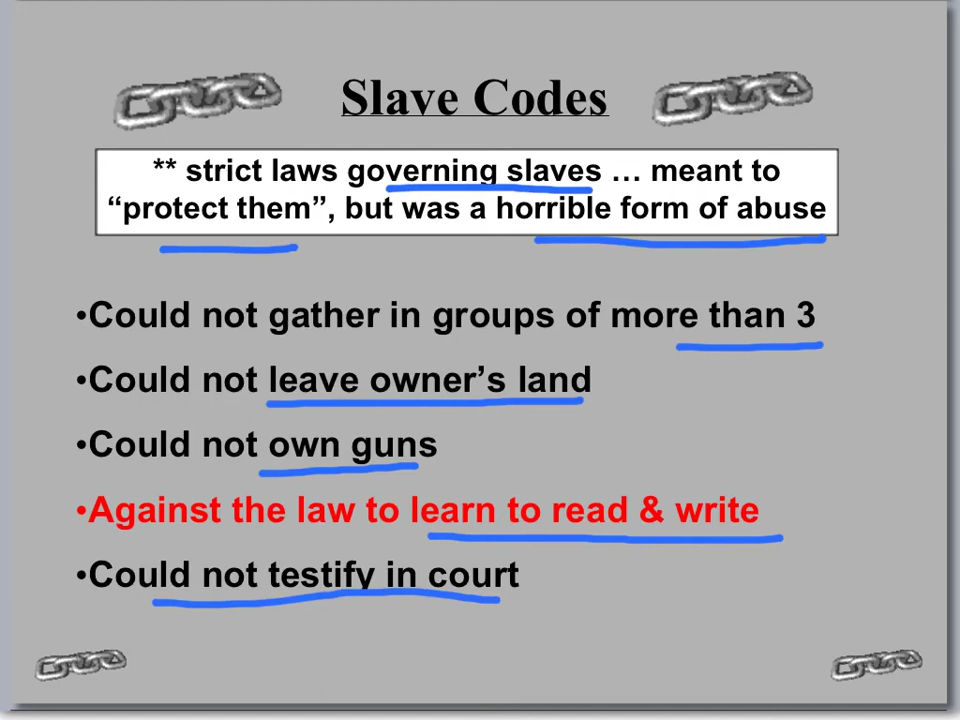 Slave Codes
** strict laws governing slaves … meant to
“protect them”, but was a horrible form of abuse
•Could not gather in groups of more than 3
•Could not leave owner’s land
•Could not own guns
•Against the law to learn to read & write
•Could not testify in court